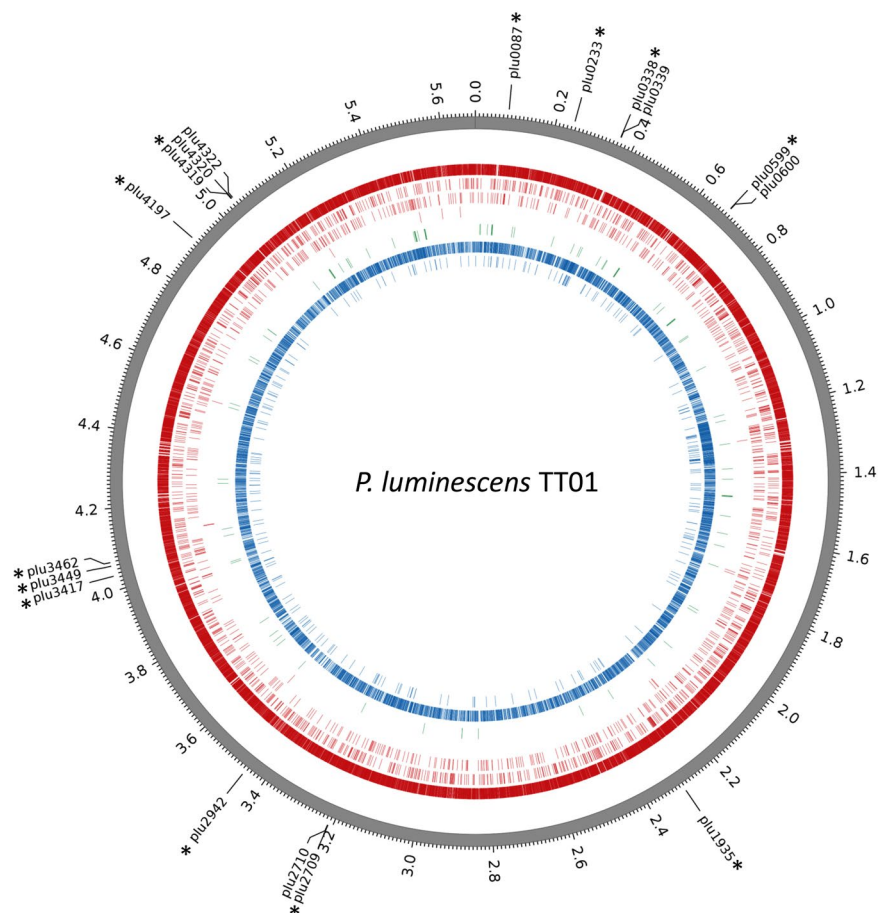 plu0087 *
plu0233 *
plu0338 *
plu0339
plu0599 *
plu0600
plu1935 *
plu2710
* plu2709
* plu2942
* plu3417
* plu3449
* plu3462
* plu4197
* plu4319
plu4320
plu4322
0.0
0.2
0.4
0.6
0.8
1.0
1.2
1.4
1.6
1.8
2.0
2.2
2.4
2.6
2.8
3.0
3.2
3.4
3.6
3.8
4.0
4.2
4.4
4.6
4.8
5.0
5.2
5.4
5.6
P. luminescens TT01